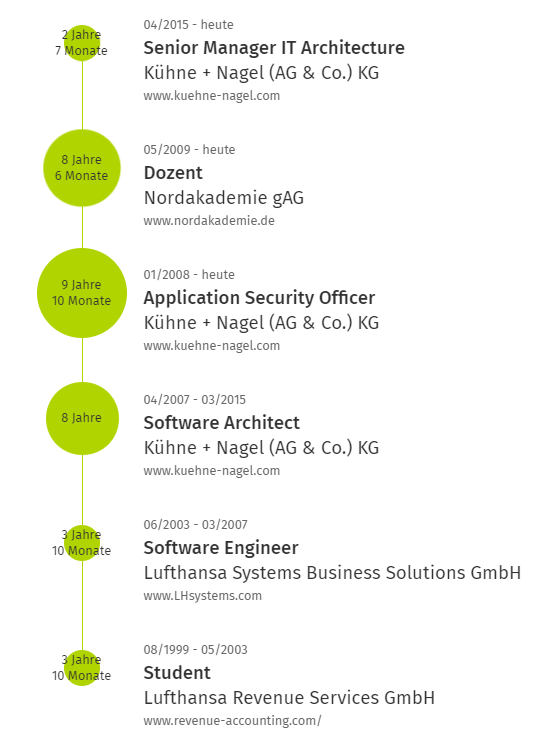 2 Jahre
7 Monate
04/2015 - heute
Senior Manager IT Architecture
Kühne + Nagel (AG & Co.) KG
www.kuehne-nagel.com
8 Jahre
6 Monate
05/2009 - heute
Dozent
Nordakademie gAG
www.nordakademie.de
9 Jahre
10 Monate
01/2008 - heute
Application Security Officer
Kühne + Nagel (AG & Co.) KG
www.kuehne-nagel.com
8 Jahre
04/2007 - 03/2015
Software Architect
Kühne + Nagel (AG & Co.) KG
www.kuehne-nagel.com
3 Jahre
10 Monate
06/2003 - 03/2007
Software Engineer
Lufthansa Systems Business Solutions GmbH
www.LHsystems.com
3 Jahre
10 Monate
08/1999 - 05/2003
Student
Lufthansa Revenue Services GmbH
www.revenue-accounting.com/